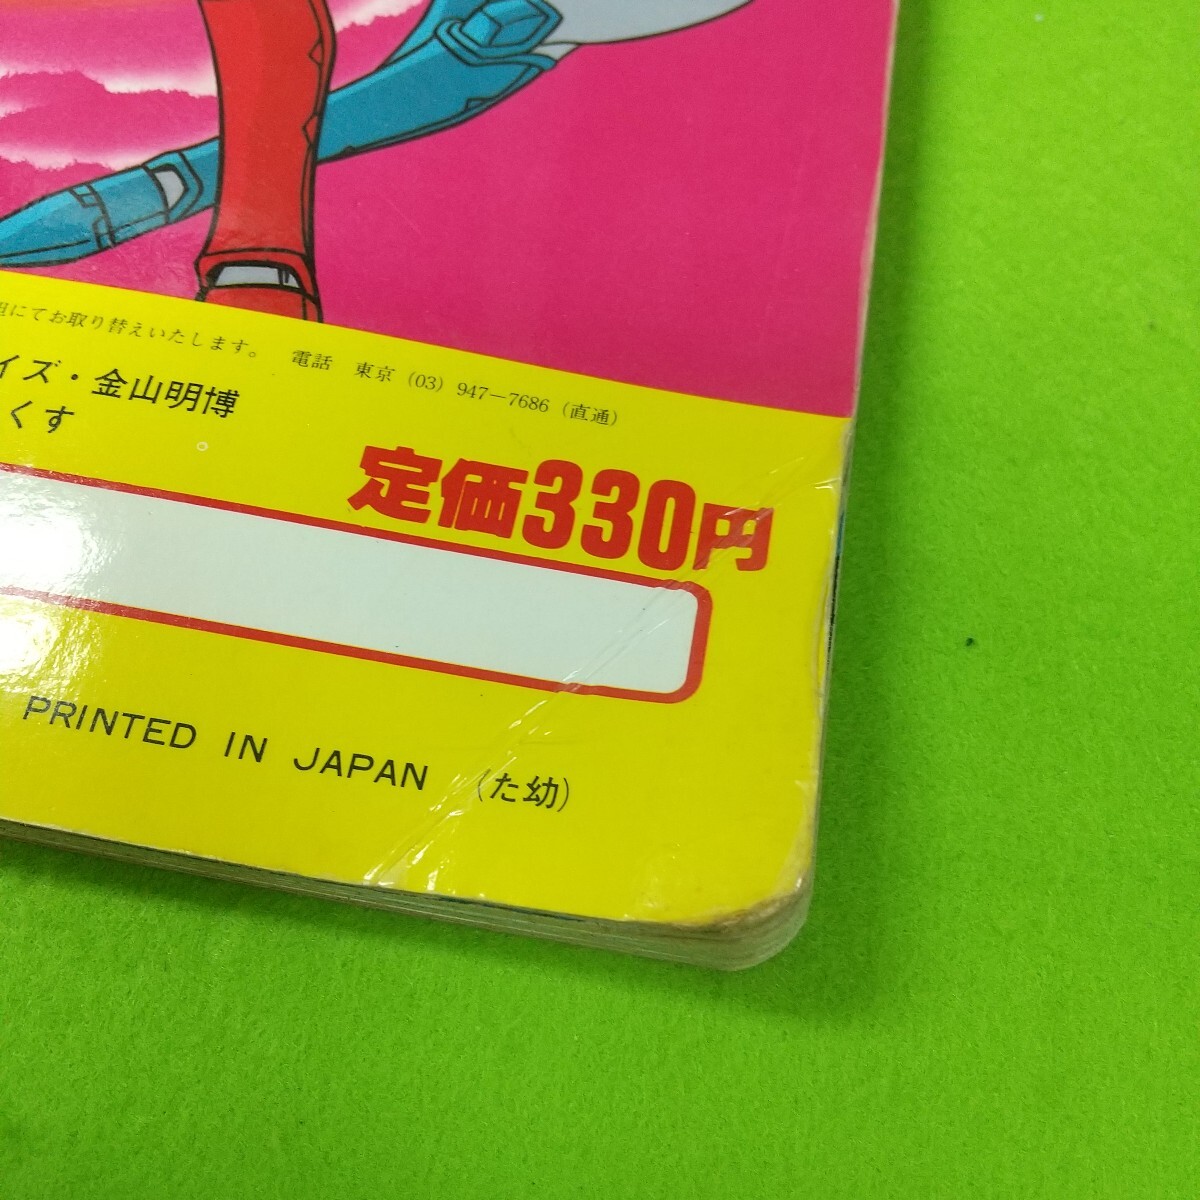 にてお取り替えいたします。 電話 東京 (03) 947-7686 (直通)
イズ・金山明博
くす
定価330円
PRINTED IN JAPAN (た幼)